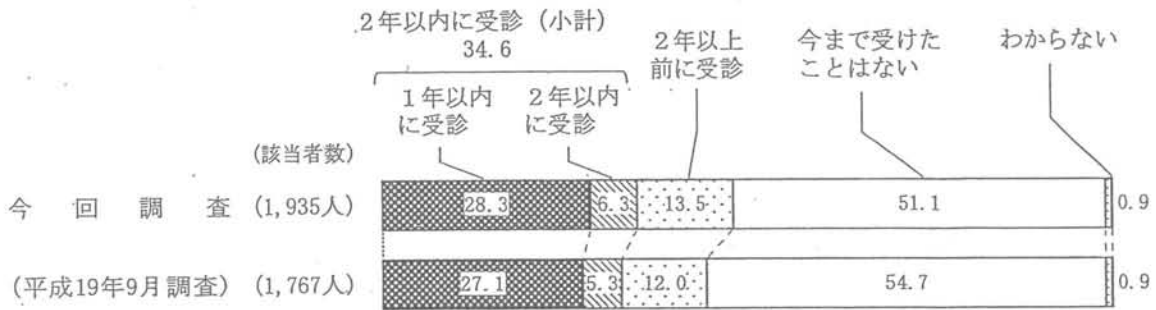 2年以内に受診（小計）
34.6
2年以上
前に受診
今まで受けた
ことはない
わからない
1年以内
に受診
2年以内
に受診
(該当者数)
今回調査 (1,935人) 28.3 6.3 13.5 51.1 0.9
(平成19年9月調査) (1,767人) 27.1 5.3 12.0 54.7 0.9